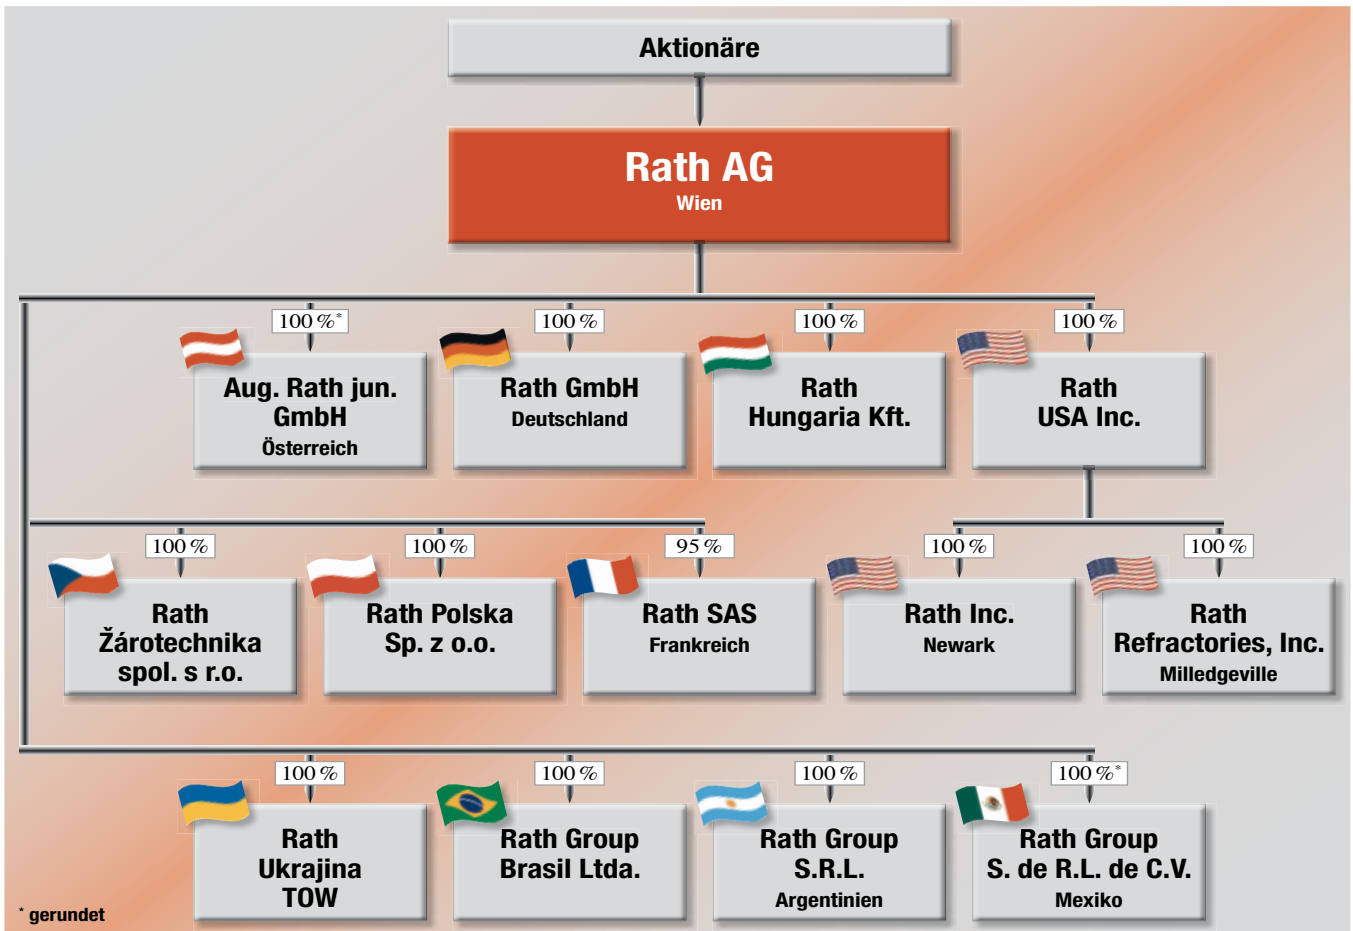 Aktionäre
Rath AG
Wien
100 %*
100 %
100 %
100 %
Aug. Rath jun.
GmbH
Österreich
Rath GmbH
Deutschland
Rath
Hungaria Kft.
Rath
USA Inc.
100 %
100 %
95 %
100 %
100 %
Rath
Žárotechnika
spol. s r.o.
Rath Polska
Sp. z o.o.
Rath SAS
Frankreich
Rath Inc.
Newark
Rath
Refractories, Inc.
Milledgeville
100 %
100 %
100 %
100 %*
Rath
Ukrajina
TOW
Rath Group
Brasil Ltda.
Rath Group
S.R.L.
Argentinien
Rath Group
S. de R.L. de C.V.
Mexiko
* gerundet